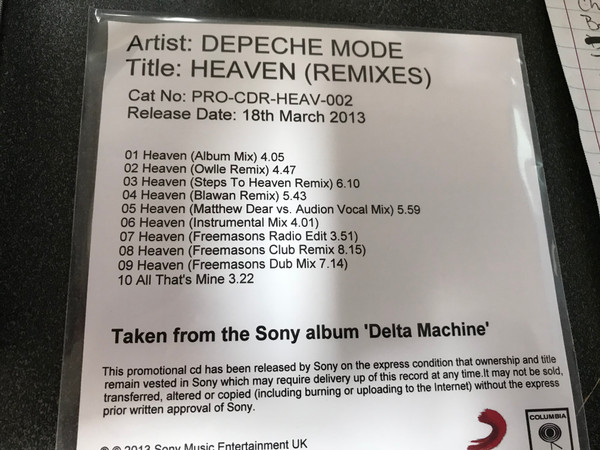 Artist: DEPECHE MODE
Title: HEAVEN (REMIXES)
Cat No: PRO-CDR-HEAV-002
Release Date: 18th March 2013
01 Heaven (Album Mix) 4.05
02 Heaven (Owlle Remix) 4.47
03 Heaven (Steps To Heaven Remix) 6.10
04 Heaven (Blawan Remix) 5.43
05 Heaven (Matthew Dear vs. Audion Vocal Mix) 5.59
06 Heaven (Instrumental Mix 4.01)
07 Heaven (Freemasons Radio Edit 3.51)
08 Heaven (Freemasons Club Remix 8.15)
09 Heaven (Freemasons Dub Mix 7.14)
10 All That's Mine 3.22
Taken from the Sony album 'Delta Machine'
This promotional cd has been released by Sony on the express condition that ownership and title
remain vested in Sony which may require delivery up of this record at any time.It may not be sold,
transferred, altered or copied (including burning or uploading to the Internet) without the express
prior written approval of Sony.
℗ © 2013 Sony Music Entertainment UK
COLUMBIA